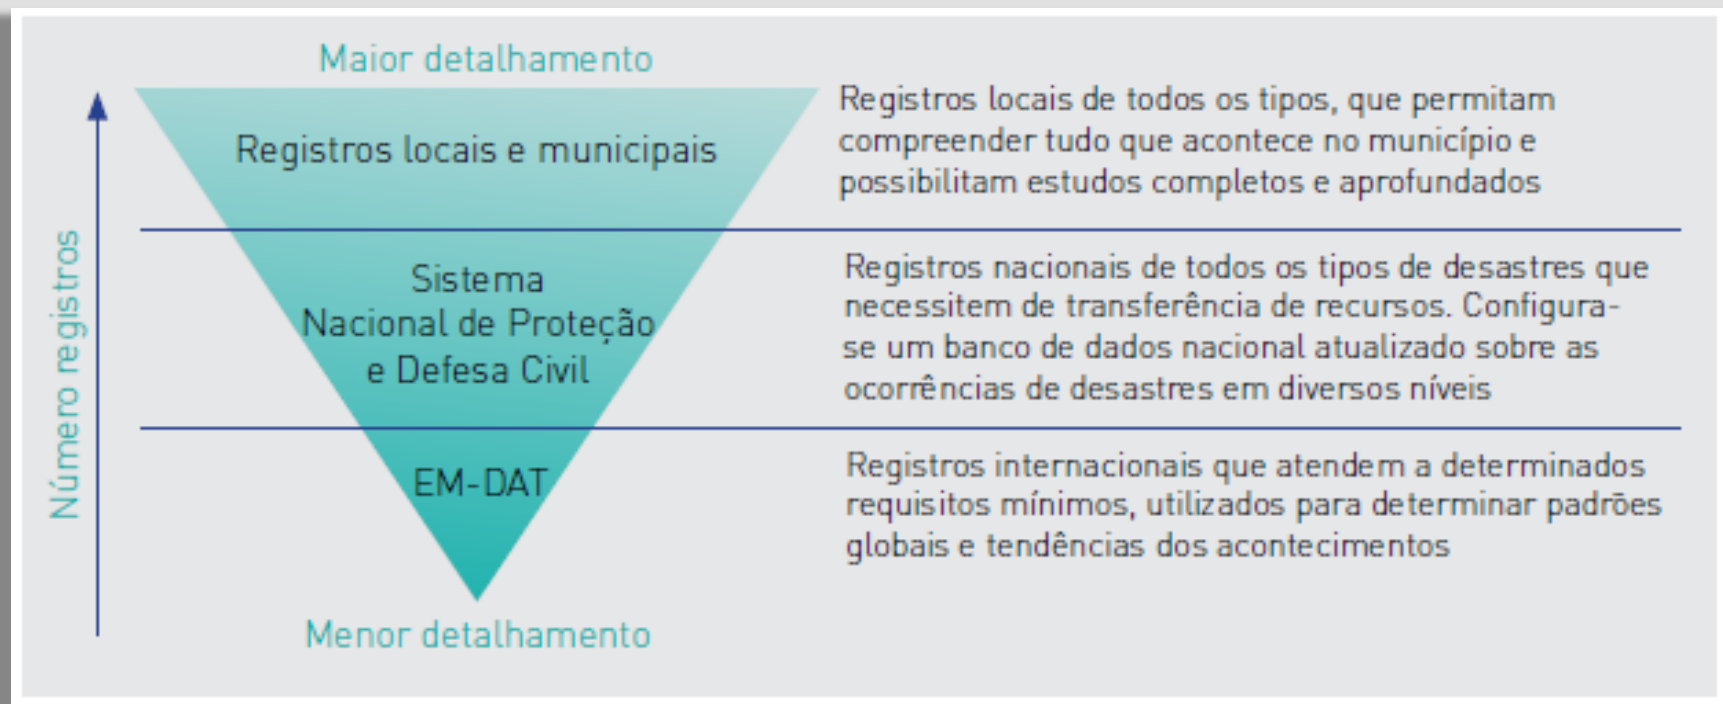 Maior detalhamento
Número registros
Registros locais e municipais
Registros locais de todos os tipos, que permitam
compreender tudo que acontece no município e
possibilitam estudos completos e aprofundados
Sistema
Nacional de Proteção
e Defesa Civil
Registros nacionais de todos os tipos de desastres que
necessitem de transferência de recursos. Configura-
se um banco de dados nacional atualizado sobre as
ocorrências de desastres em diversos níveis
EM-DAT
Registros internacionais que atendem a determinados
requisitos mínimos, utilizados para determinar padrões
globais e tendências dos acontecimentos
Menor detalhamento